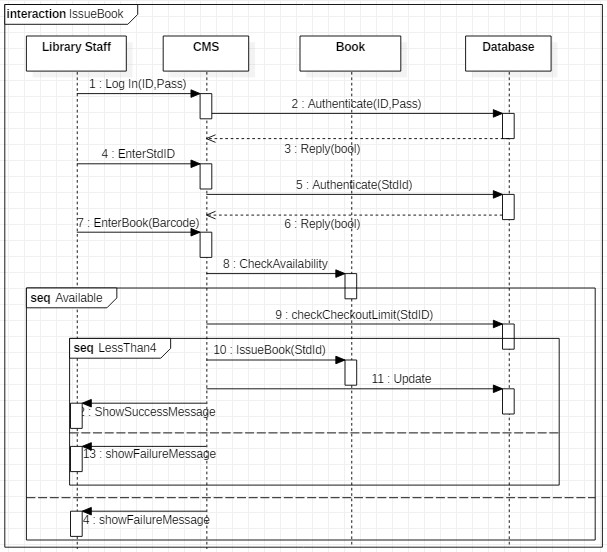 interaction IssueBook
Library Staff
CMS
Book
Database
1 : Log In(ID,Pass)
2 : Authenticate(ID,Pass)
3 : Reply(bool)
4 : EnterStdID
5 : Authenticate(StdId)
6 : Reply(bool)
7 : EnterBook(Barcode)
8 : CheckAvailability
seq Available
9 : checkCheckoutLimit(StdID)
seq LessThan4
10 : IssueBook(StdId)
11 : Update
: ShowSuccessMessage
13 : showFailureMessage
4 : showFailureMessage